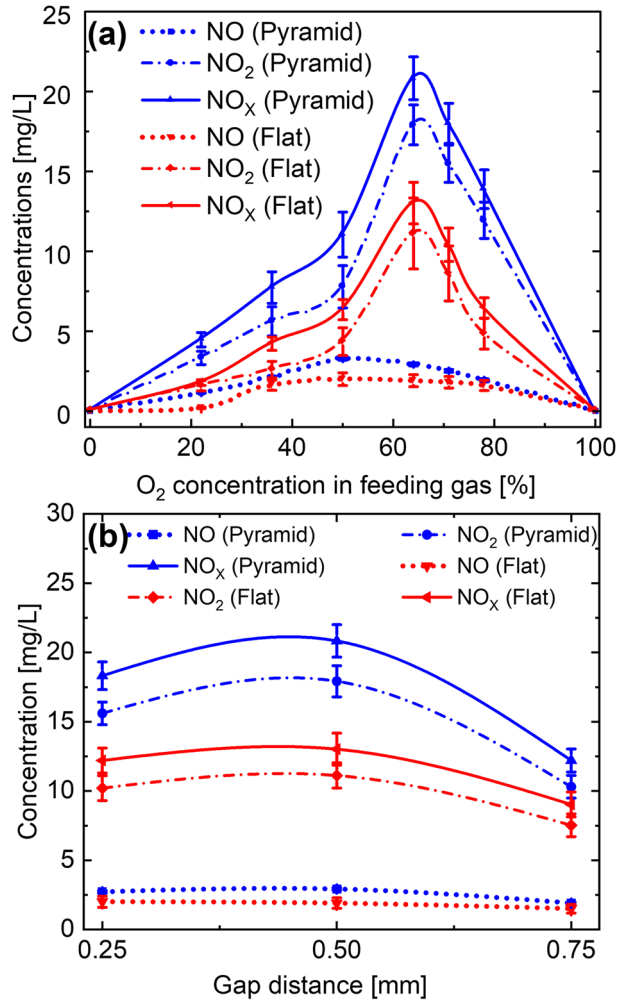 (a)
NO (Pyramid)
NO2 (Pyramid)
NOX (Pyramid)
NO (Flat)
NO2 (Flat)
NOX (Flat)
Concentrations [mg/L]
25
20
15
10
5
0
0 20 40 60 80 100
O2 concentration in feeding gas [%]
(b)
NO (Pyramid) NO2 (Pyramid)
NOX (Pyramid) NO (Flat)
NO2 (Flat) NOX (Flat)
Concentration [mg/L]
30
25
20
15
10
5
0
0.25 0.50 0.75
Gap distance [mm]